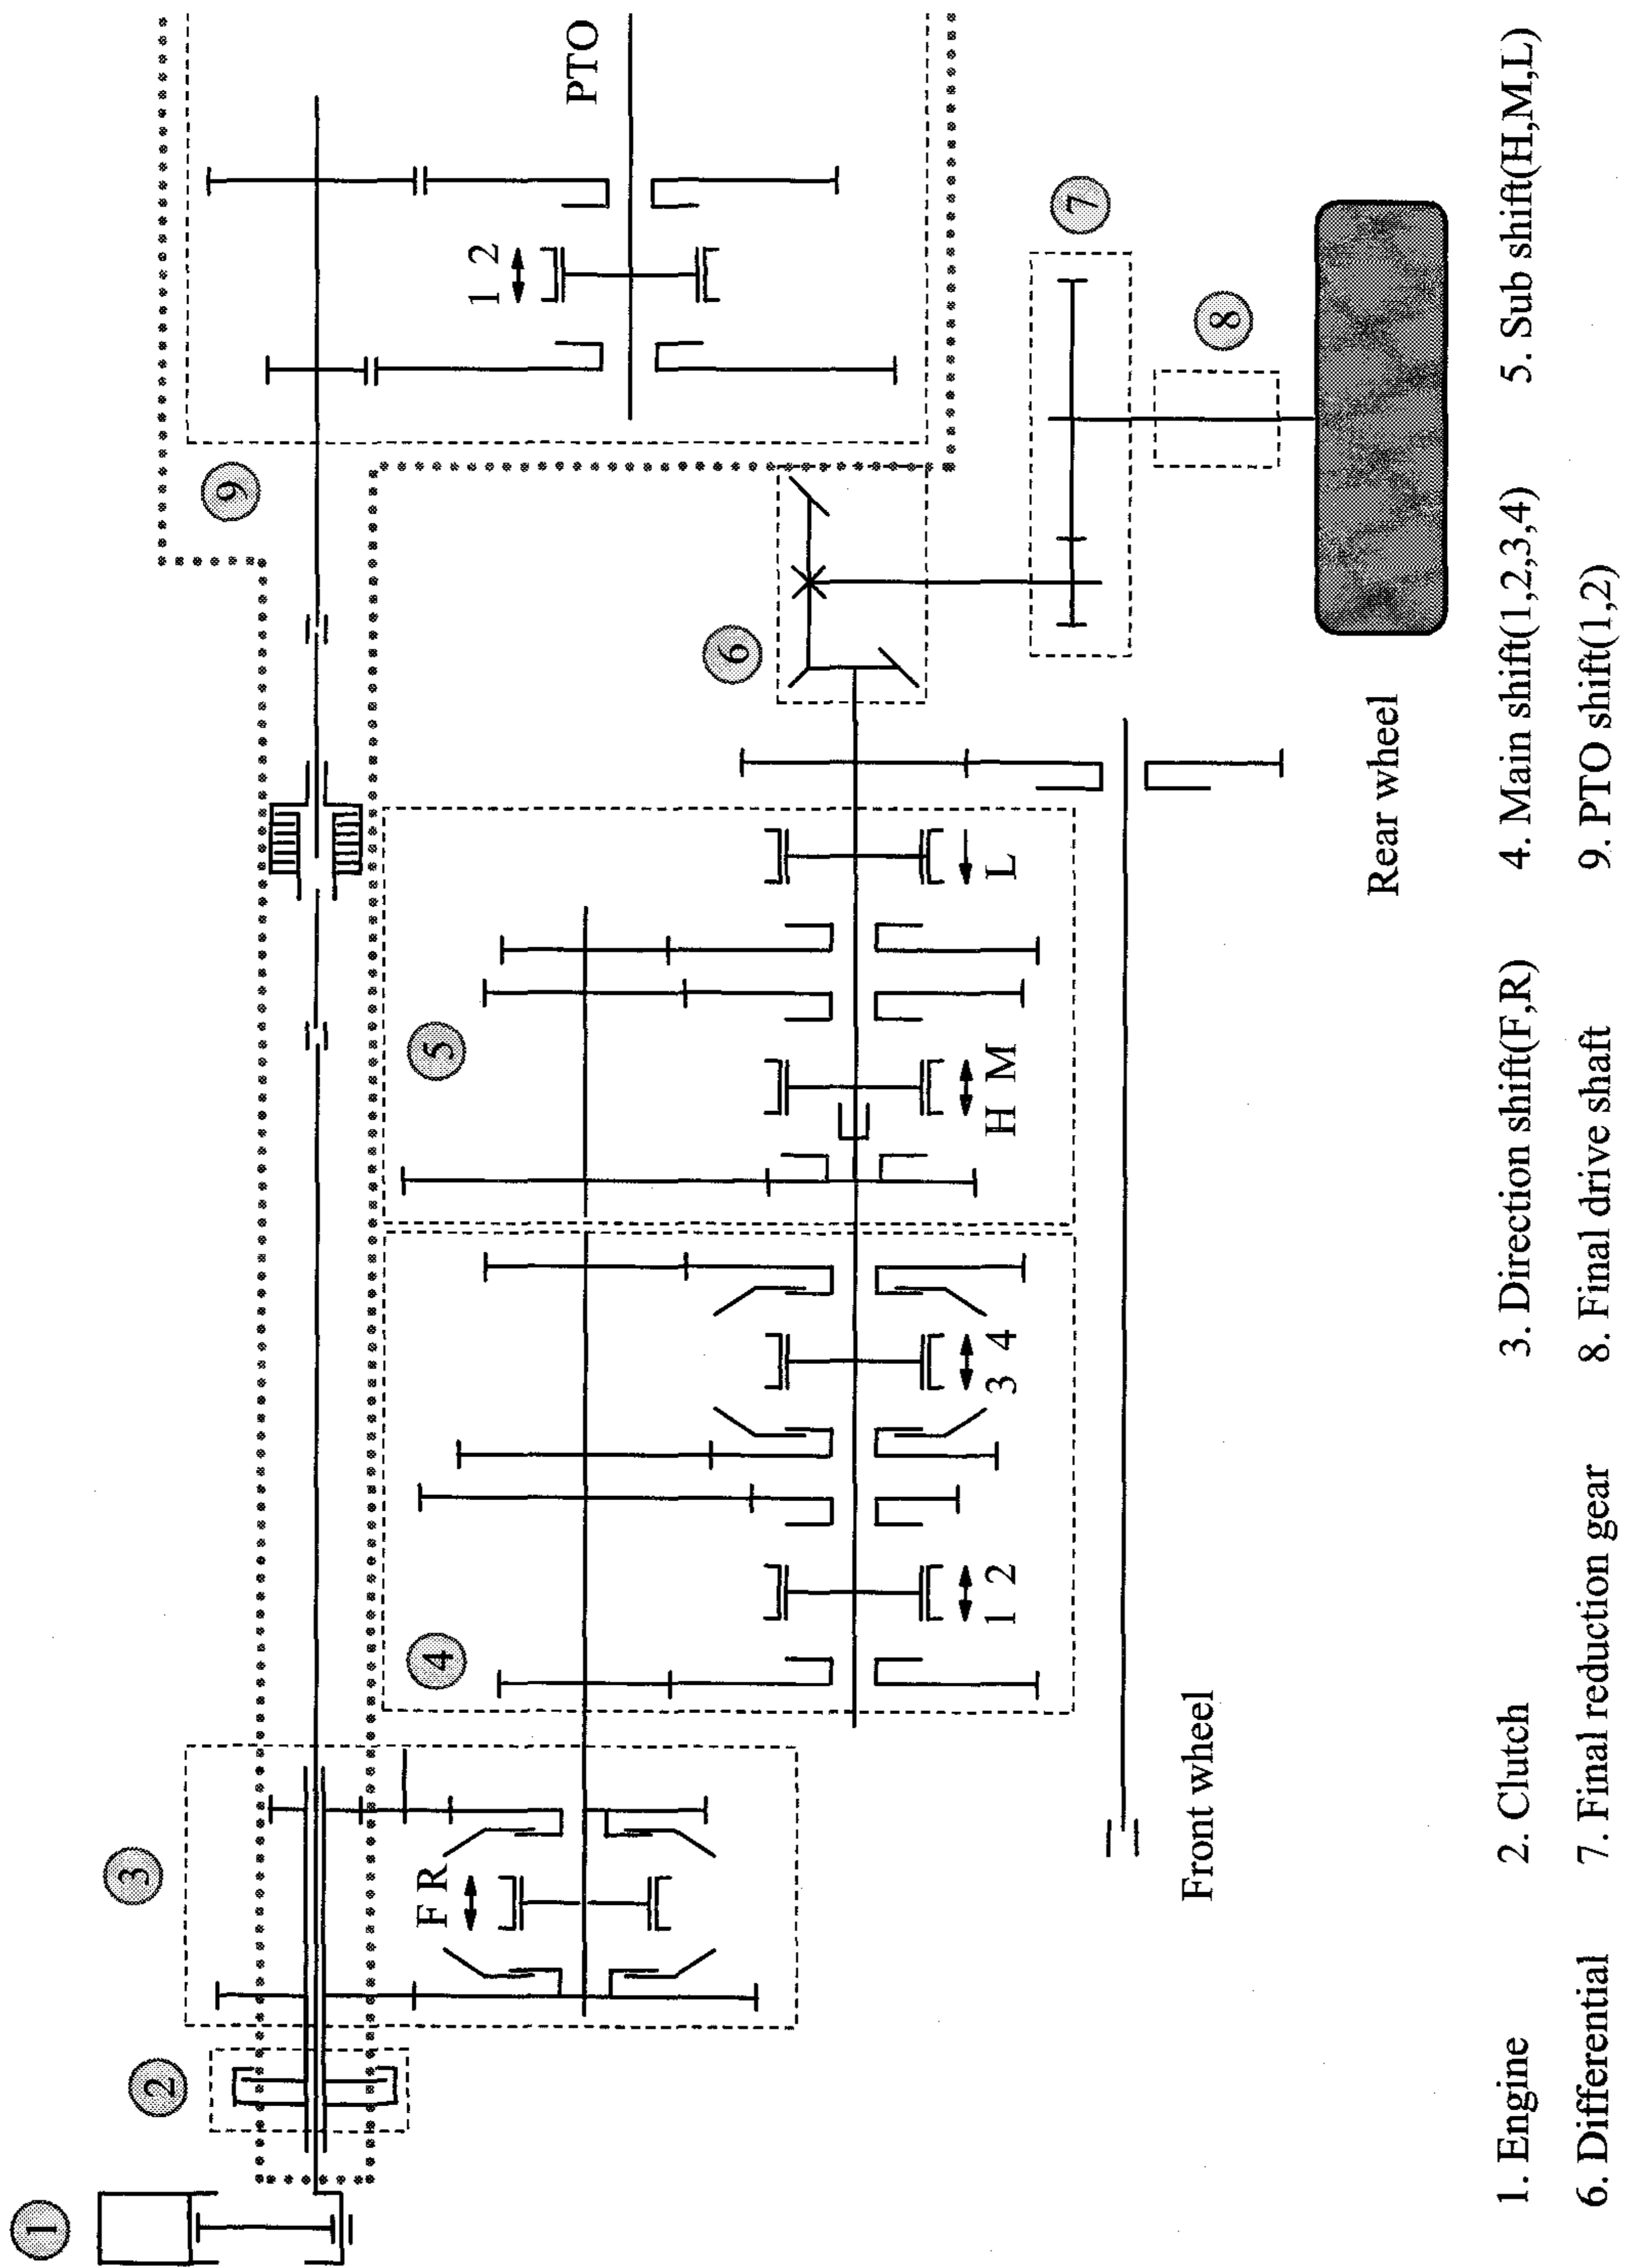 1
2
3
4
5
6
7
8
9
F R
1 2
3 4
H M
L
1 2
PTO
Front wheel
Rear wheel
1. Engine 2. Clutch 3. Direction shift(F,R) 4. Main shift(1,2,3,4) 5. Sub shift(H,M,L)
6. Differential 7. Final reduction gear 8. Final drive shaft 9. PTO shift(1,2)